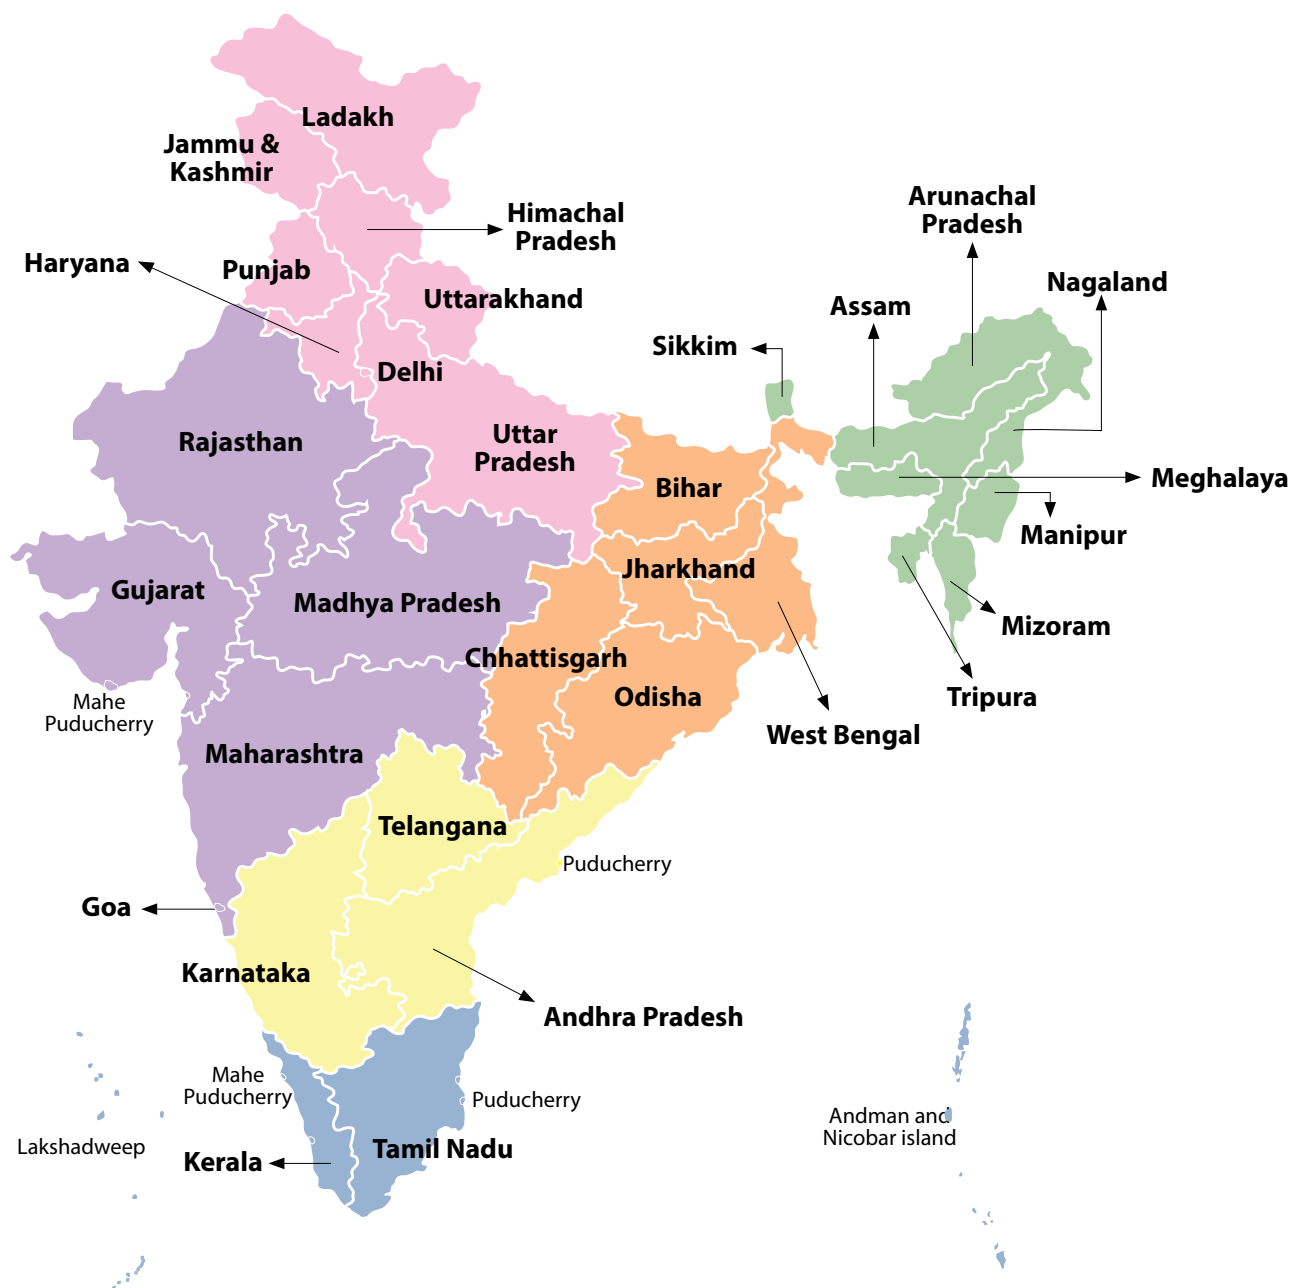 Ladakh
Jammu &
Kashmir
Himachal
Pradesh
Haryana
Punjab
Uttarakhand
Delhi
Arunachal
Pradesh
Nagaland
Assam
Sikkim
Rajasthan
Uttar
Pradesh
Bihar
Meghalaya
Manipur
Gujarat
Madhya Pradesh
Jharkhand
Mizoram
Chhattisgarh
Odisha
Tripura
Mahe
Puducherry
West Bengal
Maharashtra
Telangana
Puducherry
Goa
Karnataka
Andhra Pradesh
Mahe
Puducherry
Puducherry
Andman and
Nicobar island
Lakshadweep
Kerala
Tamil Nadu